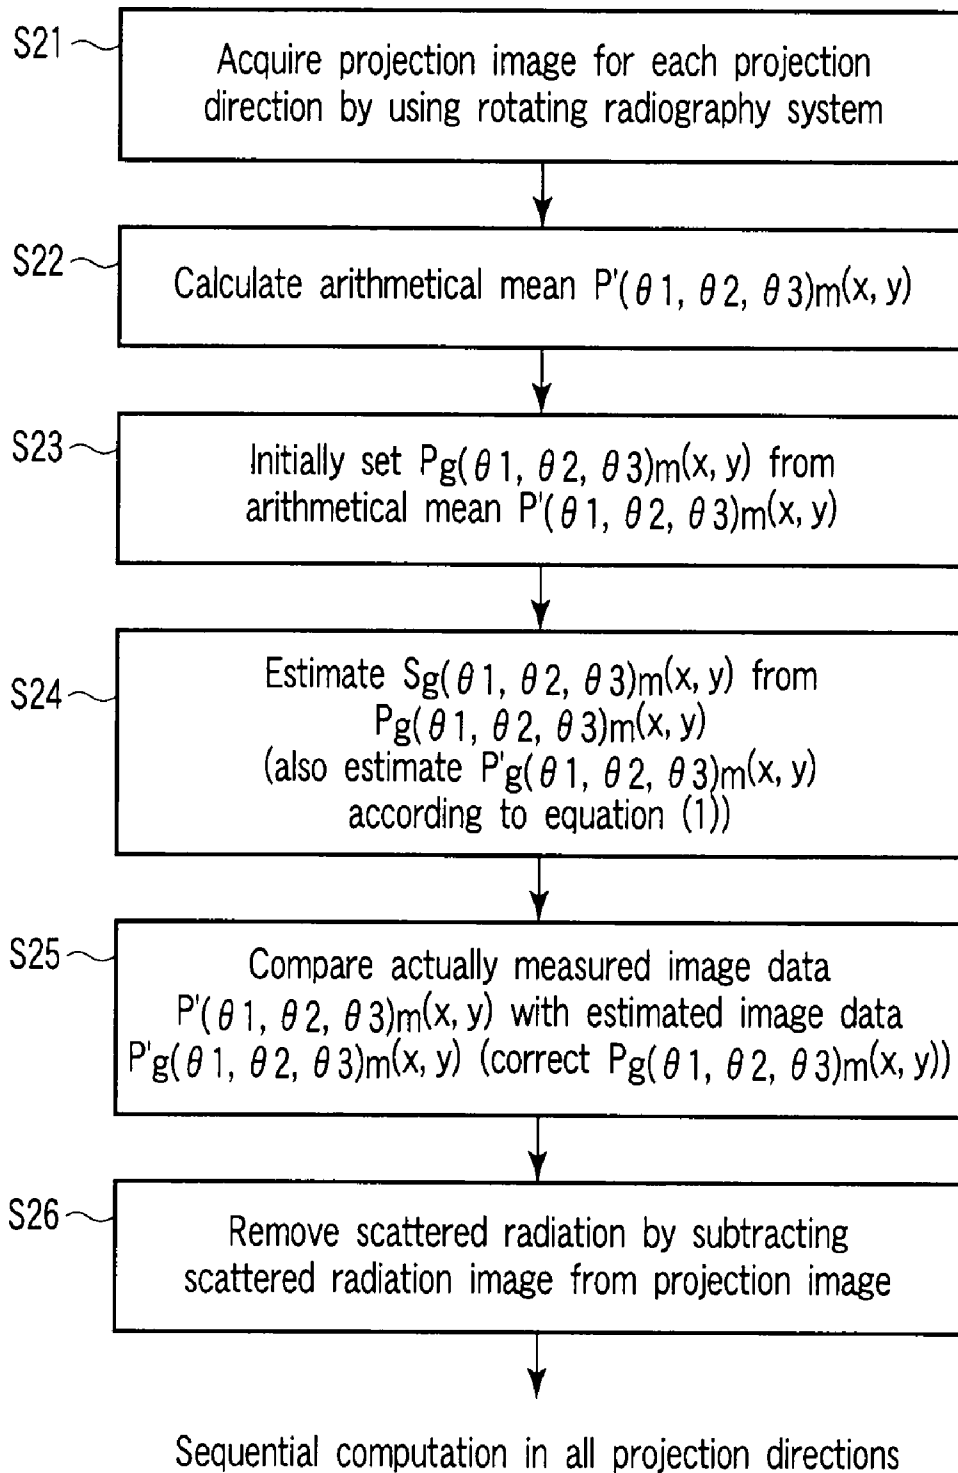 S21
Acquire projection image for each projection
direction by using rotating radiography system
S22
Calculate arithmetical mean P'(θ1, θ2, θ3)m(x, y)
S23
Initially set Pg(θ1, θ2, θ3)m(x, y) from
arithmetical mean P'(θ1, θ2, θ3)m(x, y)
S24
Estimate Sg(θ1, θ2, θ3)m(x, y) from
Pg(θ1, θ2, θ3)m(x, y)
(also estimate P'g(θ1, θ2, θ3)m(x, y)
according to equation (1))
S25
Compare actually measured image data
P'(θ1, θ2, θ3)m(x, y) with estimated image data
P'g(θ1, θ2, θ3)m(x, y) (correct Pg(θ1, θ2, θ3)m(x, y))
S26
Remove scattered radiation by subtracting
scattered radiation image from projection image
Sequential computation in all projection directions